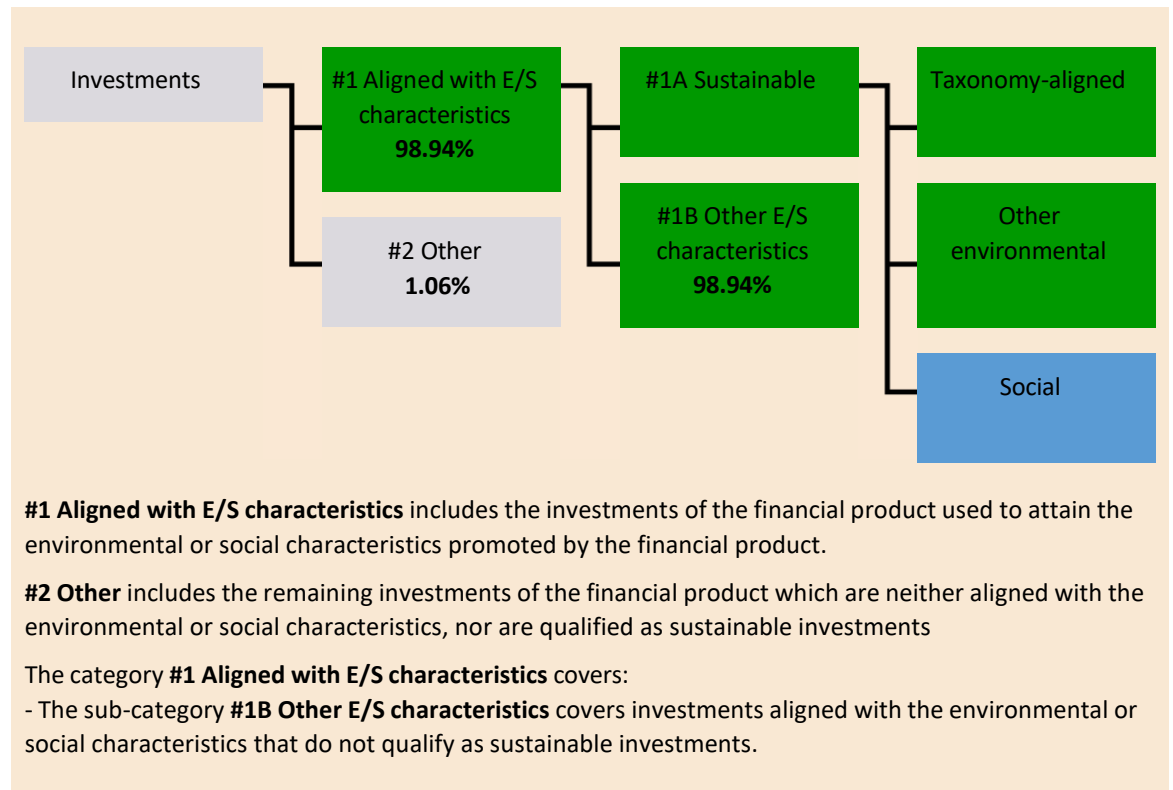 Investments
#1 Aligned with E/S
characteristics
98.94%
#2 Other
1.06%
#1A Sustainable
#1B Other E/S
characteristics
98.94%
Taxonomy-aligned
Other
environmental
Social
#1 Aligned with E/S characteristics includes the investments of the financial product used to attain the
environmental or social characteristics promoted by the financial product.
#2 Other includes the remaining investments of the financial product which are neither aligned with the
environmental or social characteristics, nor are qualified as sustainable investments
The category #1 Aligned with E/S characteristics covers:
- The sub-category #1B Other E/S characteristics covers investments aligned with the environmental or
social characteristics that do not qualify as sustainable investments.